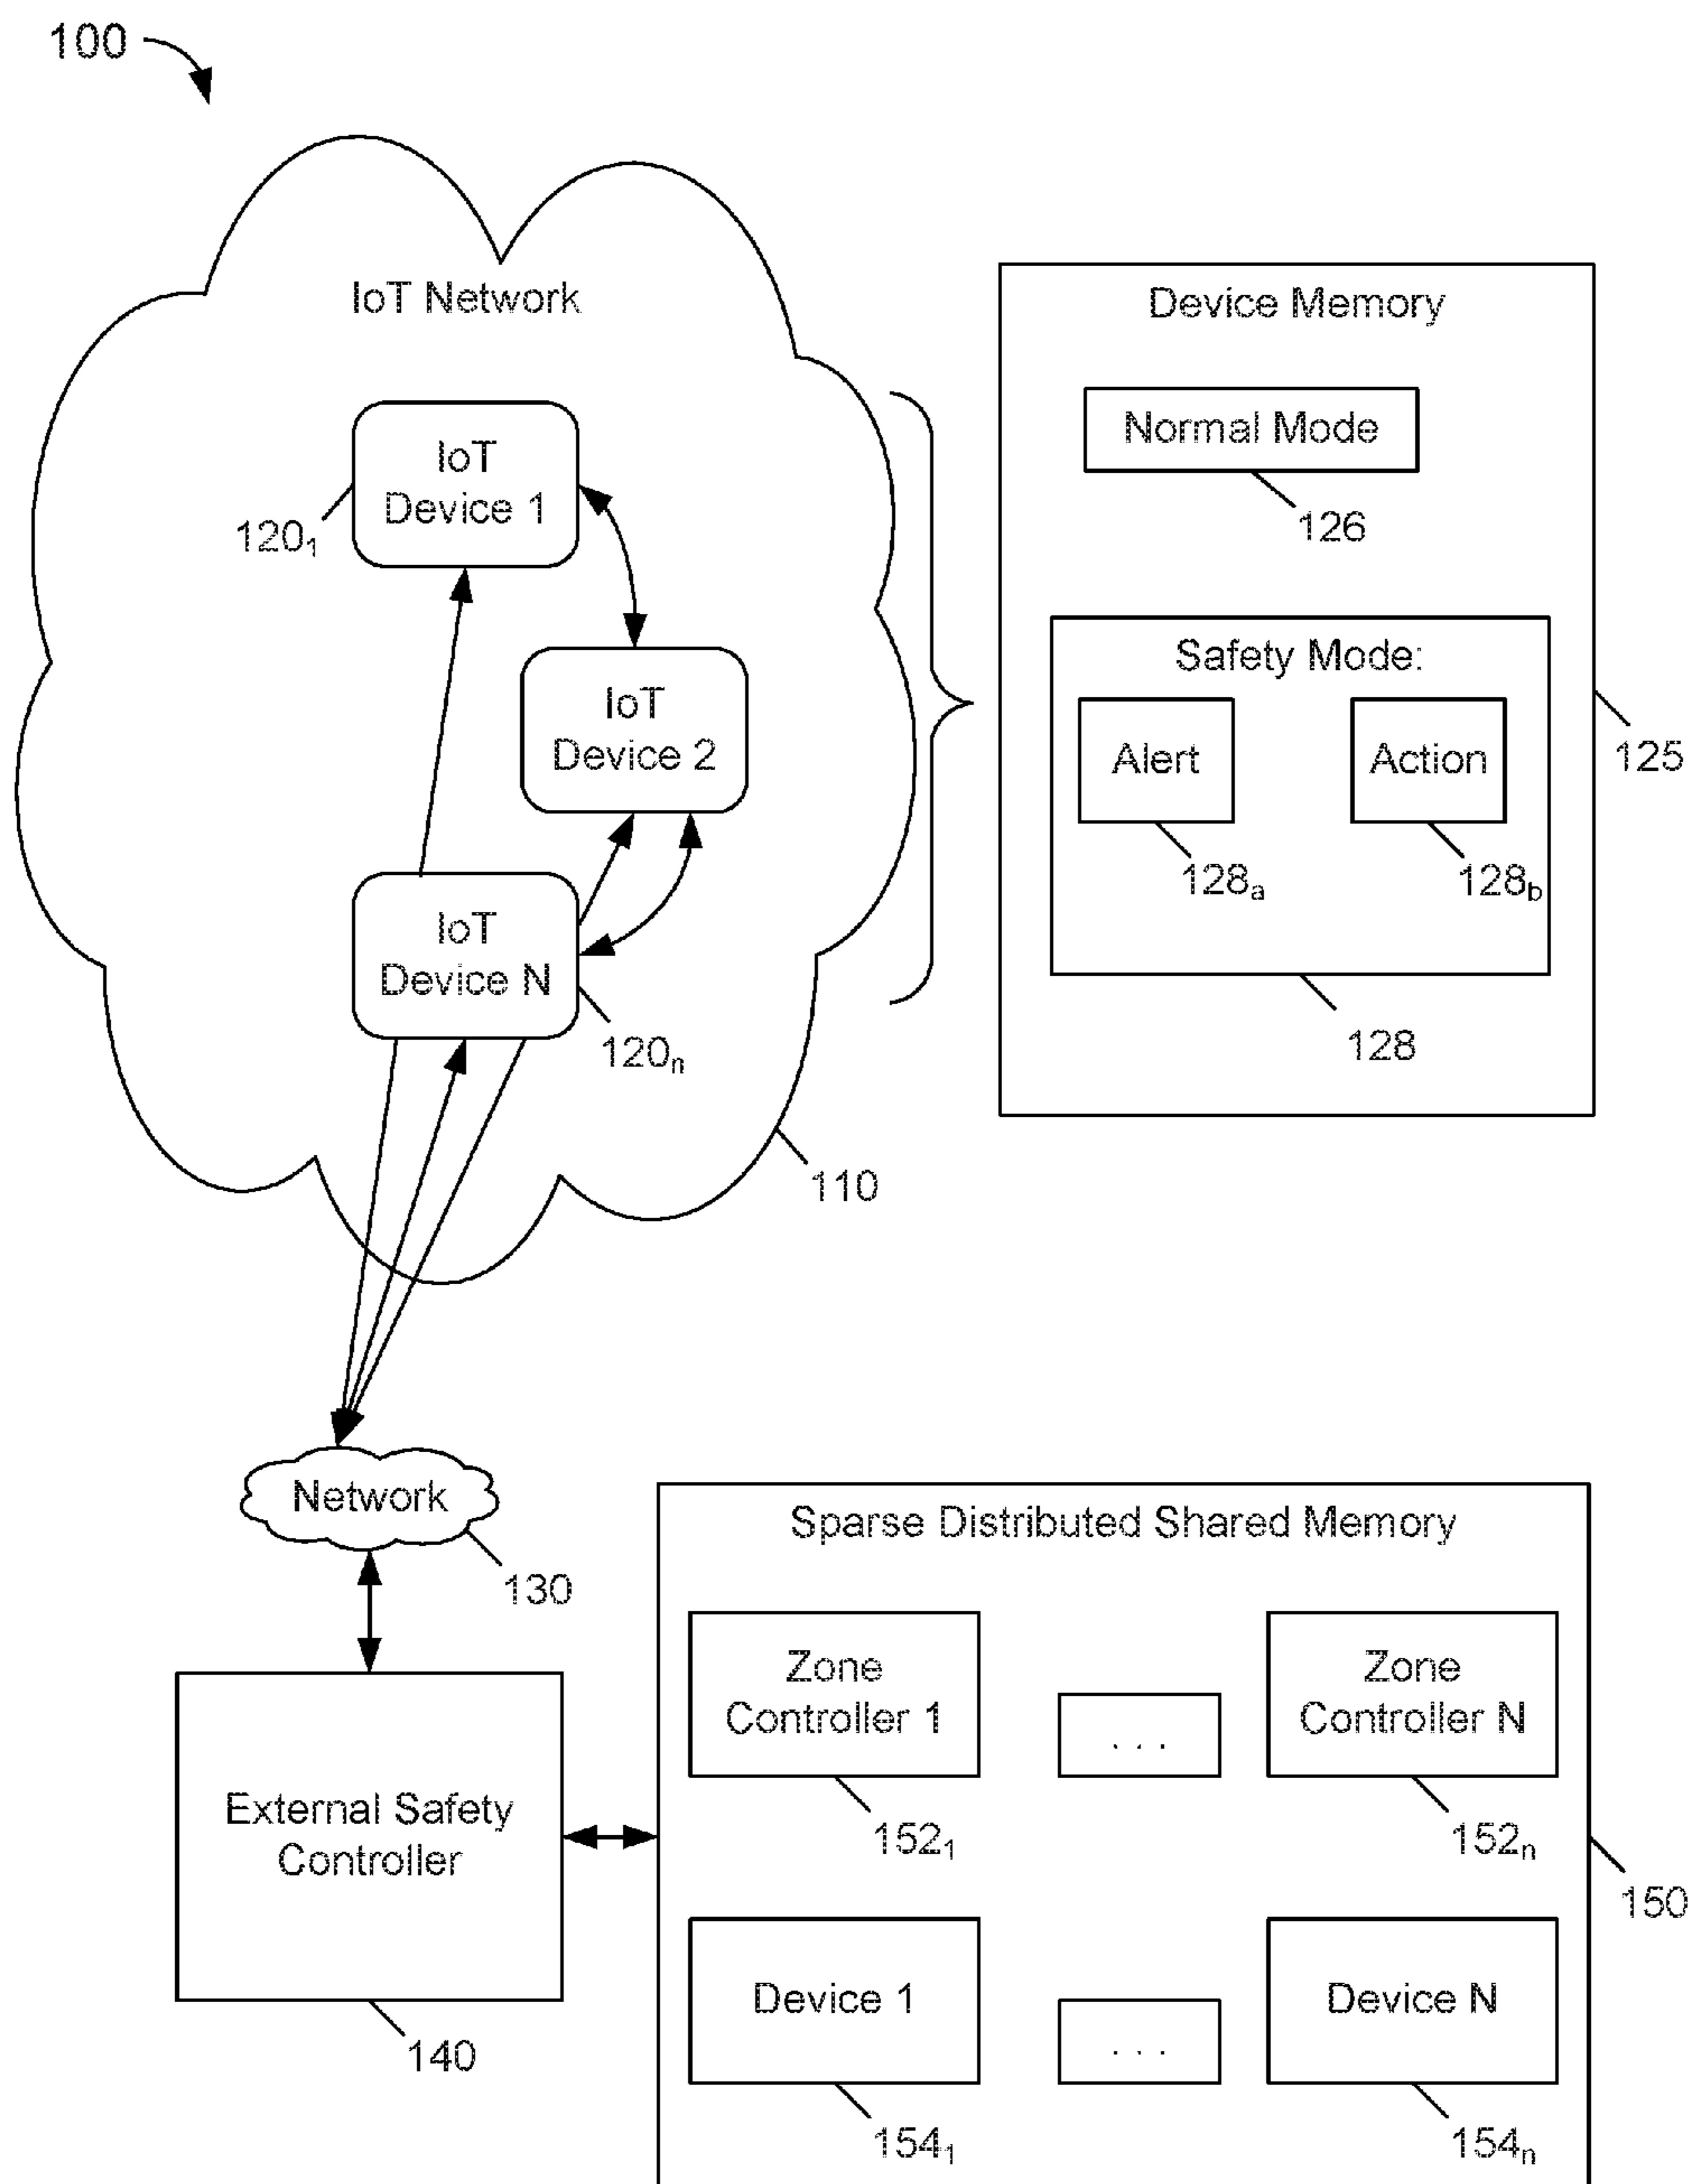 100
IoT Network
IoT
Device 1
120₁
IoT
Device 2
IoT
Device N
120ₙ
110
Device Memory
Normal Mode
126
Safety Mode:
Alert
Action
128ₐ
128b
128
125
Network
130
External Safety
Controller
140
Sparse Distributed Shared Memory
Zone
Controller 1
. . .
Zone
Controller N
152₁
152ₙ
Device 1
. . .
Device N
154₁
154ₙ
150